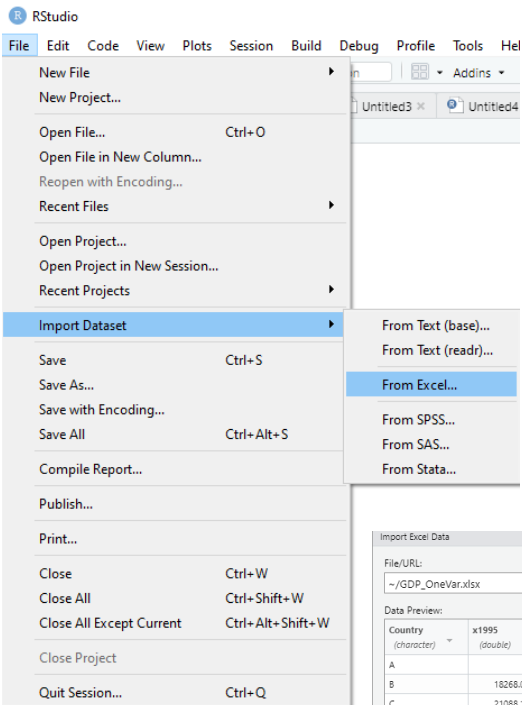 RStudio
File Edit Code View Plots Session Build Debug Profile Tools
Addins
Untitled3 × Untitled4
New File
New Project...
Open File... Ctrl+O
Open File in New Column...
Reopen with Encoding...
Recent Files
Open Project...
Open Project in New Session...
Recent Projects
Import Dataset
From Text (base)...
From Text (readr)...
From Excel...
From SPSS...
From SAS...
From Stata...
Save Ctrl+S
Save As...
Save with Encoding...
Save All Ctrl+Alt+S
Compile Report...
Publish...
Print...
Close Ctrl+W
Close All Ctrl+Shift+W
Close All Except Current Ctrl+Alt+Shift+W
Close Project
Quit Session... Ctrl+Q
Import Excel Data
File/URL:
~/GDP_OneVar.xlsx
Data Preview:
Country x1995
(character) (double)
A
B
C